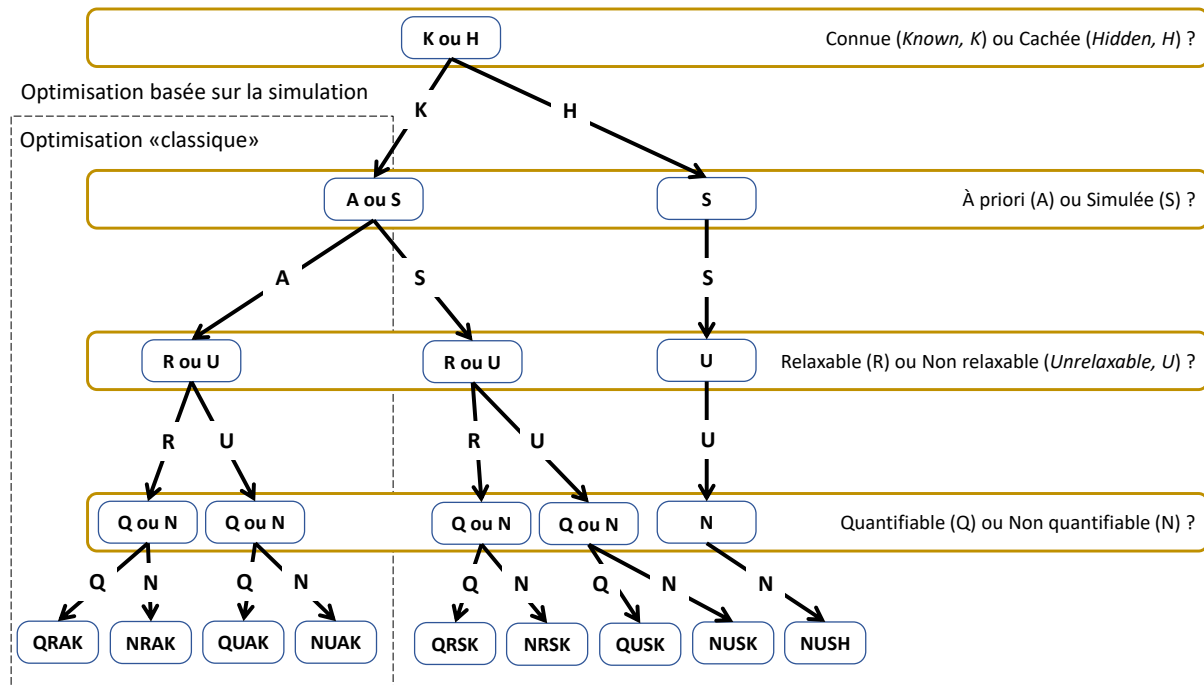 K ou H
Connue (Known, K) ou Cachée (Hidden, H) ?
Optimisation basée sur la simulation
K
H
Optimisation «classique»
A ou S
S
À priori (A) ou Simulée (S) ?
A
S
S
R ou U
R ou U
U
Relaxable (R) ou Non relaxable (Unrelaxable, U) ?
R
U
R
U
U
Q ou N
Q ou N
Q ou N
Q ou N
N
Quantifiable (Q) ou Non quantifiable (N) ?
Q
N
Q
N
Q
N
Q
N
N
QRAK
NRAK
QUAK
NUAK
QRSK
NRSK
QUSK
NUSK
NUSH